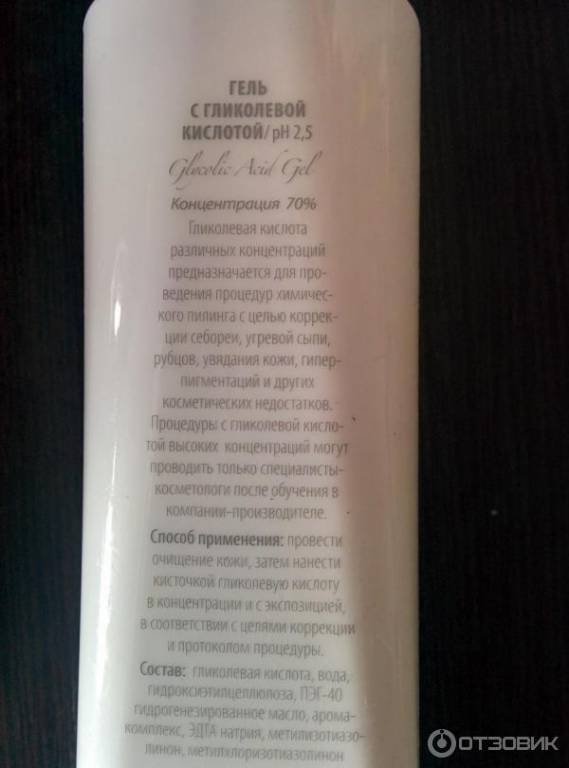 ГЕЛЬ
С ГЛИКОЛЕВОЙ
КИСЛОТОЙ/pH 2,5
Glycolic Acid Gel
Концентрация 70%
Гликолевая кислота
различных концентраций
предназначается для про-
ведения процедур химичес-
кого пилинга с целью коррек-
ции себореи, угревой сыпи,
рубцов, увядания кожи, гипер-
пигментаций и других
косметических недостатков.
Процедуры с гликолевой кисло-
той высоких концентраций могут
проводить только специалисты-
косметологи после обучения в
компании-производителе.
Способ применения: провести
очищение кожи, затем нанести
кисточкой гликолевую кислоту
в концентрации и с экспозицией,
в соответствии с целями коррекции
и протоколом процедуры.
Состав: гликолевая кислота, вода,
гидроксиэтилцеллюлоза, ПЭГ-40
гидрогенезированное масло, арома-
комплекс, ЭДТА натрия, метилизотиазо-
линон, метилхлоризотиазолинон
ОТЗОВИК